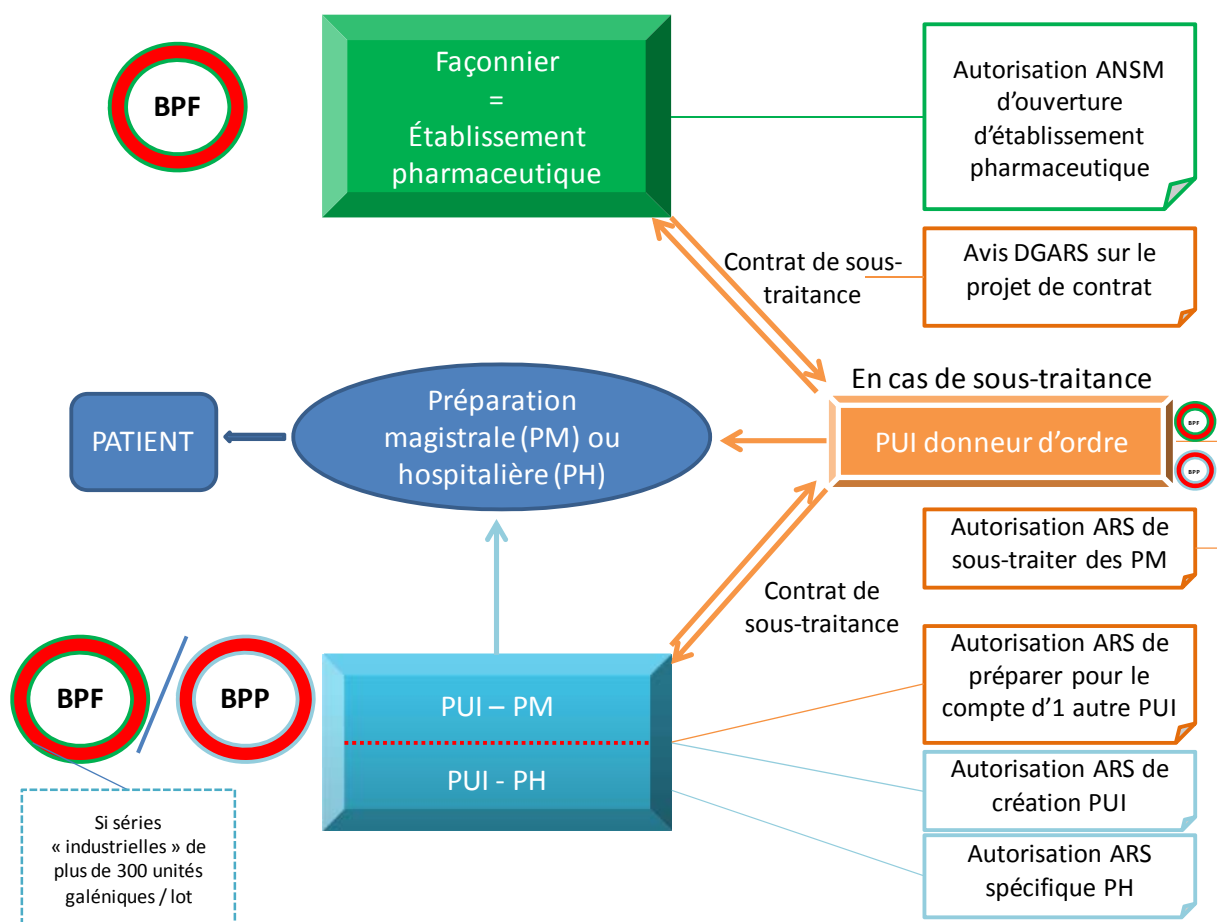 BPF
Façonnier
=
Établissement
pharmaceutique
Autorisation ANSM
d’ouverture
d’établissement
pharmaceutique
Contrat de sous-
traitance
Avis DGARS sur le
projet de contrat
En cas de sous-traitance
PATIENT
Préparation
magistrale (PM) ou
hospitalière (PH)
PUI donneur d’ordre
BPF
BPP
Autorisation ARS de
sous-traiter des PM
Contrat de
sous-traitance
Autorisation ARS de
préparer pour le
compte d’1 autre PUI
BPF
BPP
PUI – PM
PUI - PH
Autorisation ARS de
création PUI
Autorisation ARS
spécifique PH
Si séries
« industrielles » de
plus de 300 unités
galéniques / lot